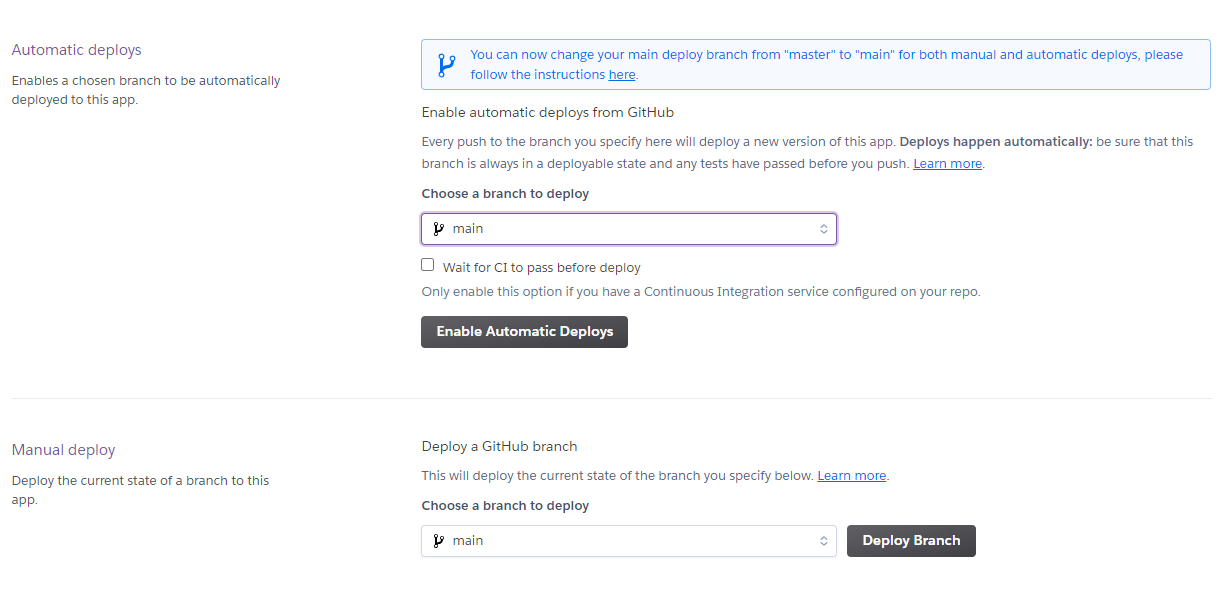 Automatic deploys
Enables a chosen branch to be automatically
deployed to this app.
You can now change your main deploy branch from "master" to "main" for both manual and automatic deploys, please
follow the instructions here.
Enable automatic deploys from GitHub
Every push to the branch you specify here will deploy a new version of this app. Deploys happen automatically: be sure that this
branch is always in a deployable state and any tests have passed before you push. Learn more.
Choose a branch to deploy
main
Wait for CI to pass before deploy
Only enable this option if you have a Continuous Integration service configured on your repo.
Enable Automatic Deploys
Manual deploy
Deploy the current state of a branch to this
app.
Deploy a GitHub branch
This will deploy the current state of the branch you specify below. Learn more.
Choose a branch to deploy
main
Deploy Branch